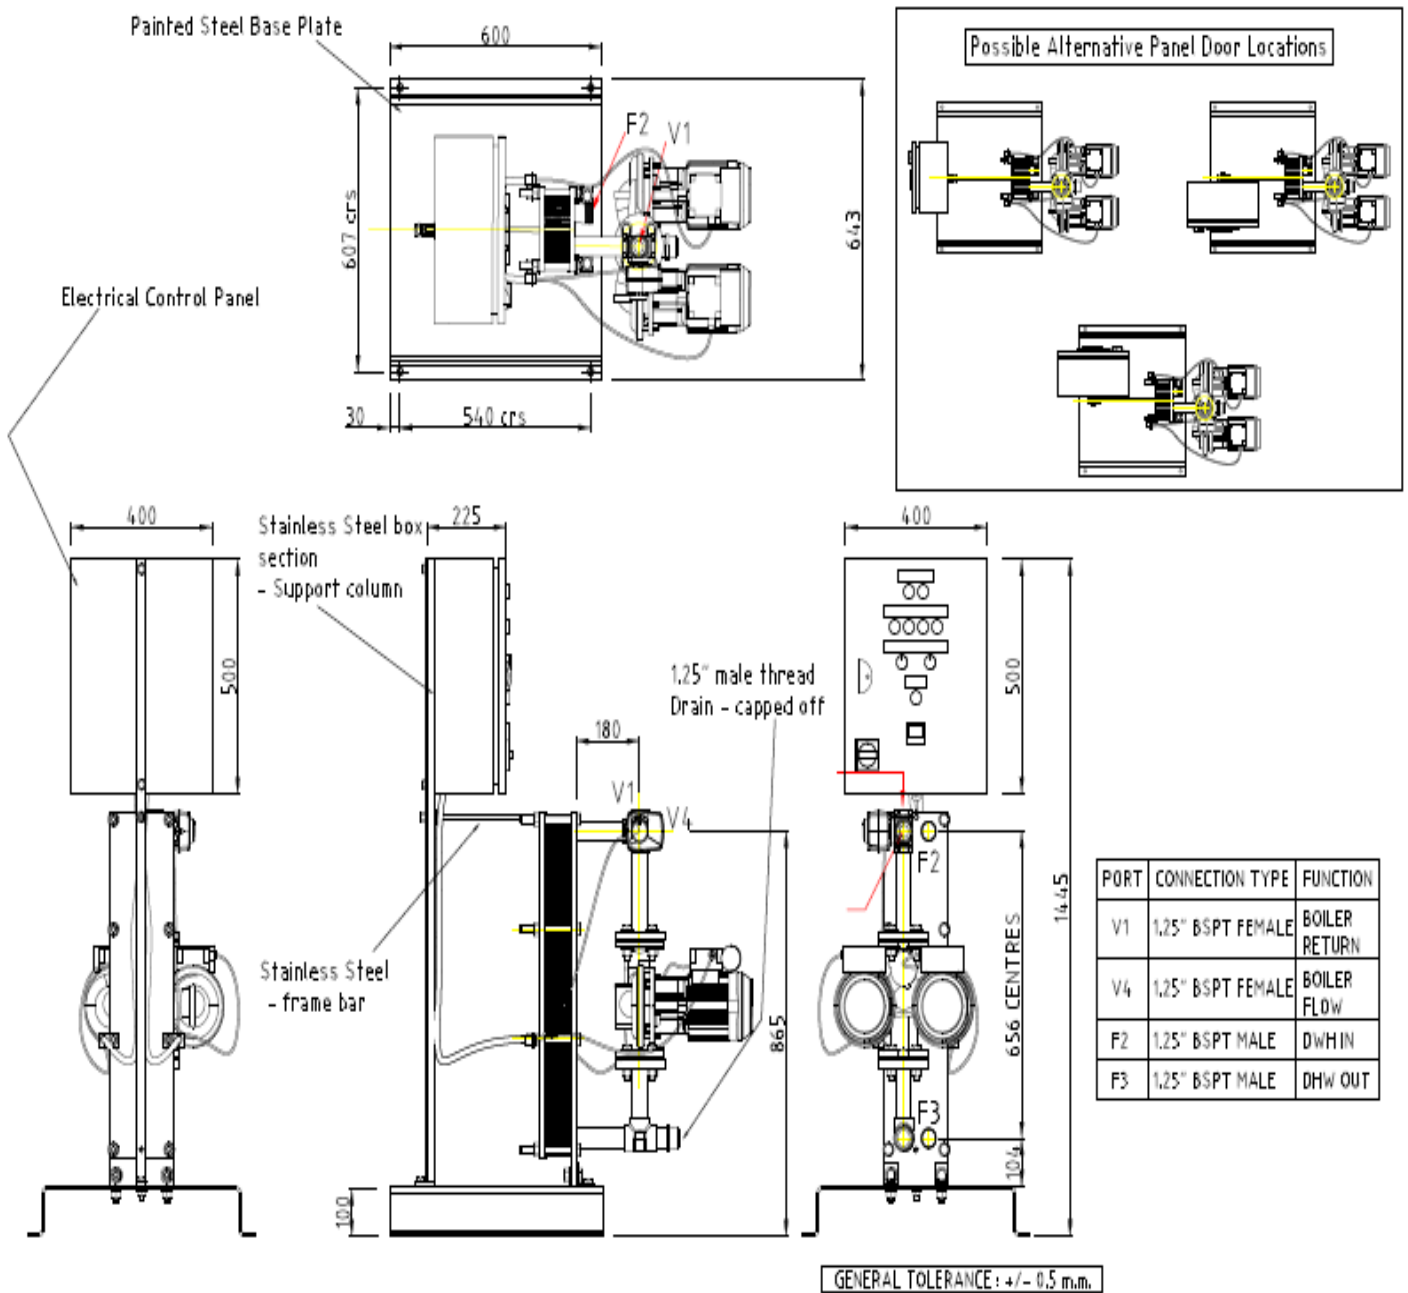 Painted Steel Base Plate
600
Possible Alternative Panel Door Locations
F2
V1
607 crs
643
Electrical Control Panel
30
540 crs
400
Stainless Steel box
section
- Support column
225
400
500
1.25" male thread
Drain - capped off
500
180
V1
V4
F2
1445
Stainless Steel
- frame bar
865
656 CENTRES
F3
104
100
PORT CONNECTION TYPE FUNCTION
V1 1.25" BSPT FEMALE BOILER
RETURN
V4 1.25" BSPT FEMALE BOILER
FLOW
F2 1.25" BSPT MALE DWH IN
F3 1.25" BSPT MALE DHW OUT
GENERAL TOLERANCE: +/- 0.5 m.m.